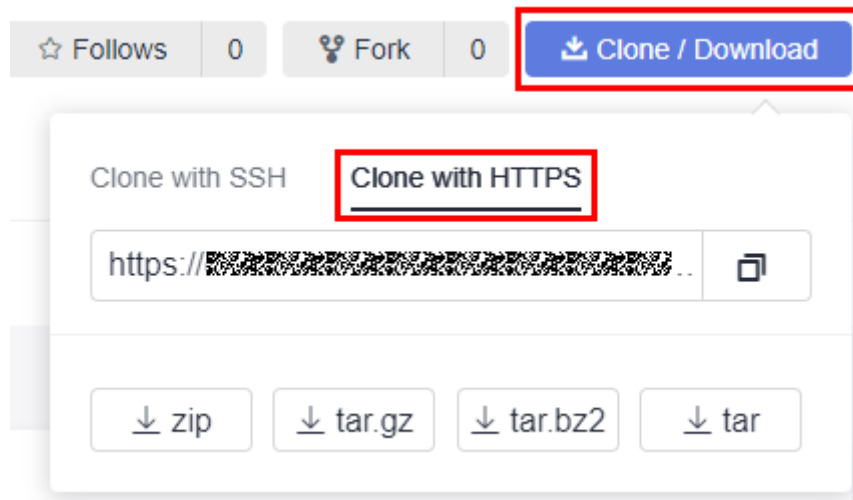 Follows 0 Fork 0 Clone / Download
Clone with SSH Clone with HTTPS
https:// ..
zip tar.gz tar.bz2 tar